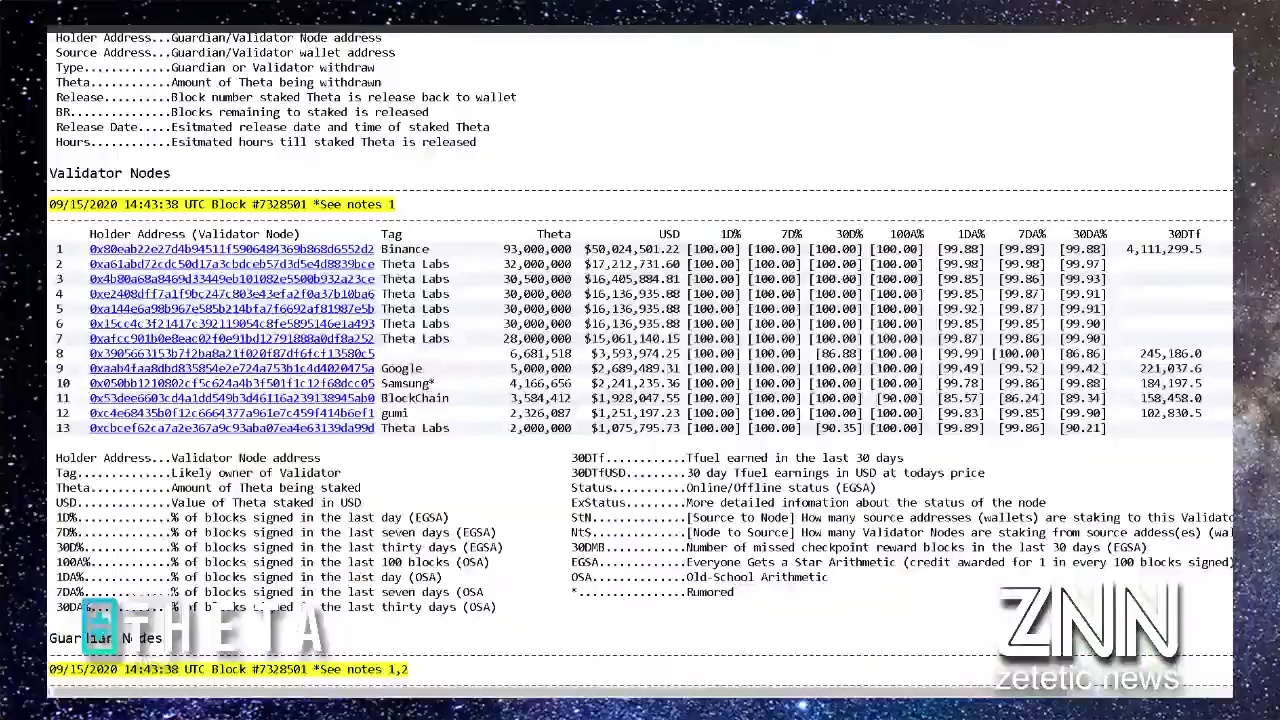 Holder Address...Guardian/Validator Node address
Source Address...Guardian/Validator wallet address
Type.............Guardian or Validator withdraw
Theta............Amount of Theta being withdrawn
Release..........Block number staked Theta is release back to wallet
BR...............Blocks remaining to staked is released
Release Date.....Esitmated release date and time of staked Theta
Hours............Esitmated hours till staked Theta is released
Validator Nodes
09/15/2020 14:43:38 UTC Block #7328501 *See notes 1
Holder Address (Validator Node) Tag Theta USD 1D% 7D% 30D% 100A% 1DA% 7DA% 30DA% 30DTf
1 0x80eab22e27d4b94511f5906484369b868d6552d2 Binance 93,000,000 $50,024,501.22 [100.00] [100.00] [100.00] [100.00] [99.88] [99.89] [99.88] 4,111,299.5
2 0xa61abd72cdc50d17a3cbdceb57d3d5e4d8839bce Theta Labs 32,000,000 $17,212,731.60 [100.00] [100.00] [100.00] [100.00] [99.98] [99.98] [99.97]
3 0x4b80a68a8469d33449eb101082e5500b932a23ce Theta Labs 30,500,000 $16,405,884.81 [100.00] [100.00] [100.00] [100.00] [99.85] [99.86] [99.93]
4 0xe2408dff7a1f9bc247c803e43efa2f0a37b10ba6 Theta Labs 30,000,000 $16,136,935.88 [100.00] [100.00] [100.00] [100.00] [99.85] [99.87] [99.91]
5 0xa144e6a98b967e585b214bfa7f6692af81987e5b Theta Labs 30,000,000 $16,136,935.88 [100.00] [100.00] [100.00] [100.00] [99.92] [99.87] [99.91]
6 0x15cc4c3f21417c392119054c8fe5895146e1a493 Theta Labs 30,000,000 $16,136,935.88 [100.00] [100.00] [100.00] [100.00] [99.85] [99.85] [99.90]
7 0xafcc901b0e8eac02f0e91bd12791888a0df8a252 Theta Labs 28,000,000 $15,061,140.15 [100.00] [100.00] [100.00] [100.00] [99.87] [99.86] [99.90]
8 0x3905663153b7f2ba8a21f020f87df6fcf13580c5 6,681,518 $3,593,974.25 [100.00] [100.00] [86.88] [100.00] [99.99] [100.00] [86.86] 245,186.0
9 0xaab4faa8dbd835854e2e724a753b1c4d4020475a Google 5,000,000 $2,689,489.31 [100.00] [100.00] [100.00] [100.00] [99.49] [99.52] [99.42] 221,037.6
10 0x050bb1210802cf5c624a4b3f501f1c12f68dcc05 Samsung* 4,166,656 $2,241,235.36 [100.00] [100.00] [100.00] [100.00] [99.78] [99.86] [99.88] 184,197.5
11 0x53dee6603cd4a1dd549b3d46116a239138945ab0 BlockChain 3,584,412 $1,928,047.55 [100.00] [100.00] [100.00] [90.00] [85.57] [86.24] [89.34] 158,458.0
12 0xc4e68435b0f12c6664377a961e7c459f414b6ef1 gumi 2,326,087 $1,251,197.23 [100.00] [100.00] [100.00] [100.00] [99.83] [99.85] [99.90] 102,830.5
13 0xcbcef62ca7a2e367a9c93aba07ea4e63139da99d Theta Labs 2,000,000 $1,075,795.73 [100.00] [100.00] [90.35] [100.00] [99.89] [99.86] [90.21]
Holder Address...Validator Node address 30DTf............Tfuel earned in the last 30 days
Tag..............Likely owner of Validator 30DTfUSD.........30 day Tfuel earnings in USD at todays price
Theta............Amount of Theta being staked Status...........Online/Offline status (EGSA)
USD..............Value of Theta staked in USD ExStatus.........More detailed infomation about the status of the node
1D%..............% of blocks signed in the last day (EGSA) StN..............[Source to Node] How many source addresses (wallets) are staking to this Validato
7D%..............% of blocks signed in the last seven days (EGSA) NtS..............[Node to Source] How many Validator Nodes are staking from source addess(es) (wal
30D%.............% of blocks signed in the last thirty days (EGSA) 30DMB............Number of missed checkpoint reward blocks in the last 30 days (EGSA)
100A%............% of blocks signed in the last 100 blocks (OSA) EGSA.............Everyone Gets a Star Arithmetic (credit awarded for 1 in every 100 blocks signed)
1DA%.............% of blocks signed in the last day (OSA) OSA..............Old-School Arithmetic
7DA%.............% of blocks signed in the last seven days (OSA *................Rumored
30DA%............% of blocks signed in the last thirty days (OSA)
THETA
Guardian Nodes
09/15/2020 14:43:38 UTC Block #7328501 *See notes 1,2
ZNN
zetetic news